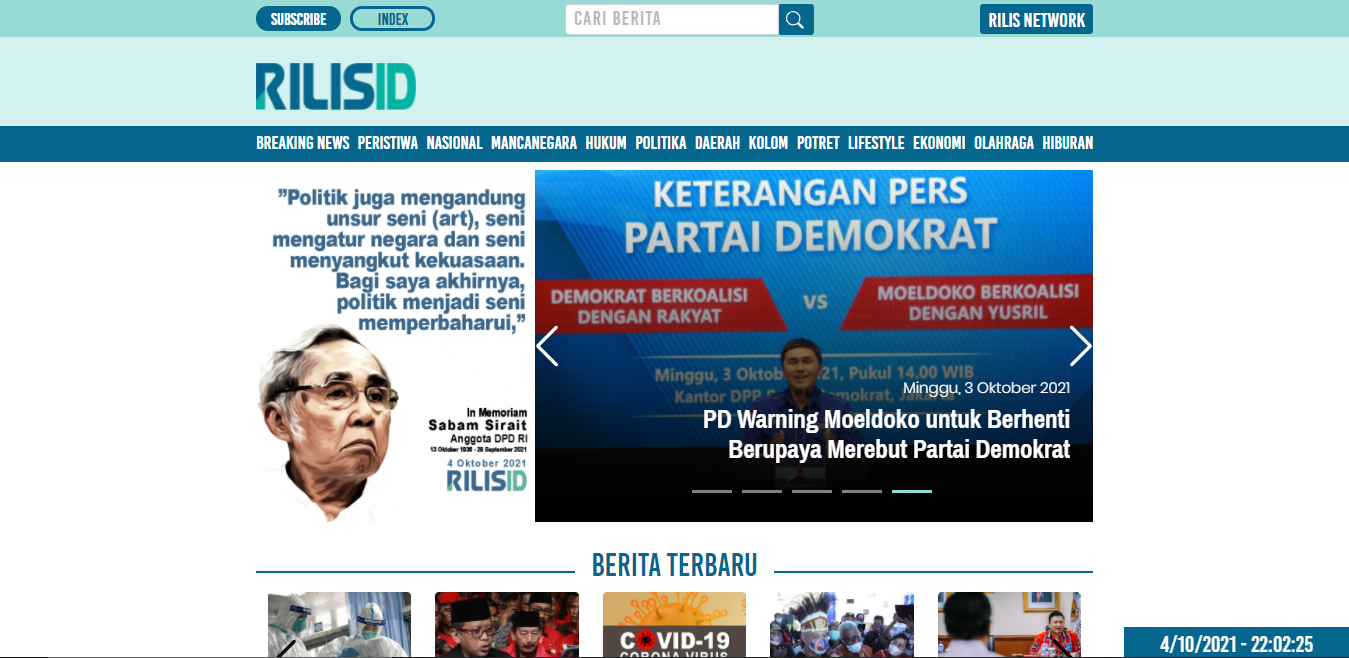 SUBSCRIBE
INDEX
CARI BERITA
RILIS NETWORK
RILISID
BREAKING NEWS PERISTIWA NASIONAL MANCANEGARA HUKUM POLITIKA DAERAH KOLOM POTRET LIFESTYLE EKONOMI OLAHRAGA HIBURAN
"Politik juga mengandung
unsur seni (art), seni
mengatur negara dan seni
menyangkut kekuasaan.
Bagi saya akhirnya,
politik menjadi seni
memperbaharui,"
In Memoriam
Sabam Sirait
Anggota DPD RI
13 Oktober 1936 - 29 September 2021
4 Oktober 2021
RILISID
KETERANGAN PERS
PARTAI DEMOKRAT
DEMOKRAT BERKOALISI
DENGAN RAKYAT
VS
MOELDOKO BERKOALISI
DENGAN YUSRIL
Minggu, 3 Oktob 21, Pukul 14.00 WIB
Kantor DPP mokrat, Jakarta
Minggu, 3 Oktober 2021
PD Warning Moeldoko untuk Berhenti
Berupaya Merebut Partai Demokrat
BERITA TERBARU
COVID-19
CORONA VIRUS
4/10/2021 - 22:02:25